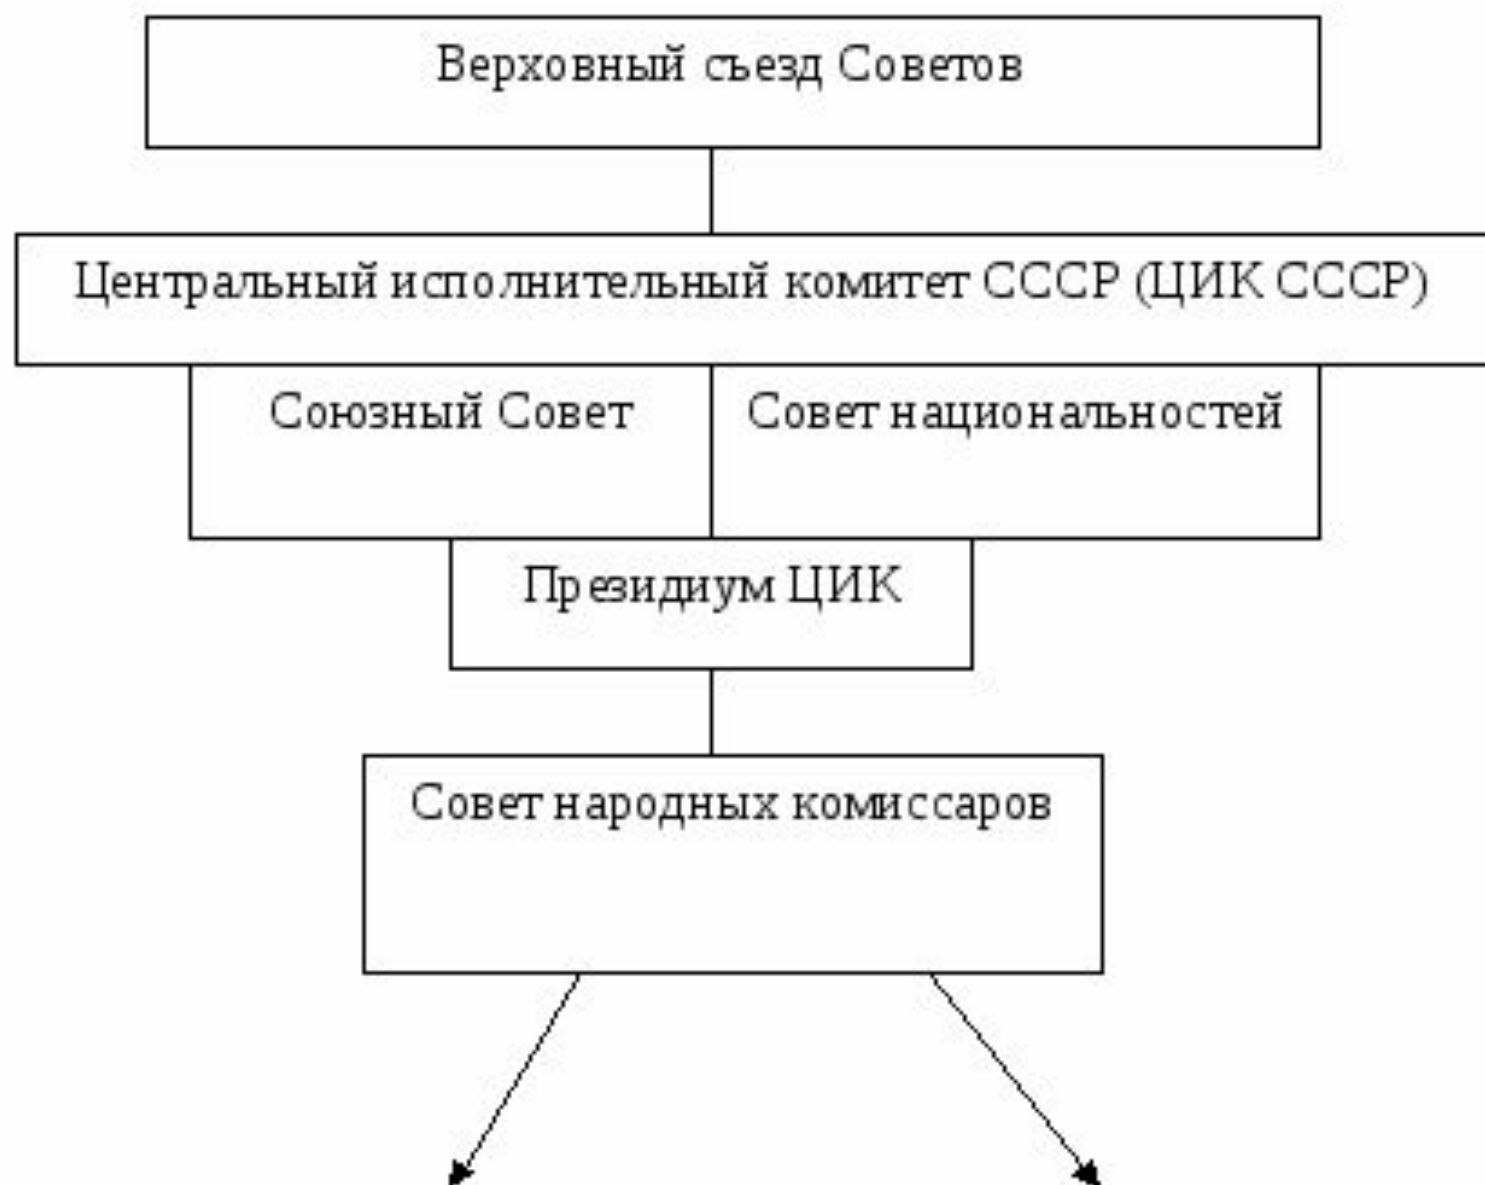 Верховный съезд Советов
Центральный исполнительный комитет СССР (ЦИК СССР)
Союзный Совет
Совет национальностей
Президиум ЦИК
Совет народных комиссаров